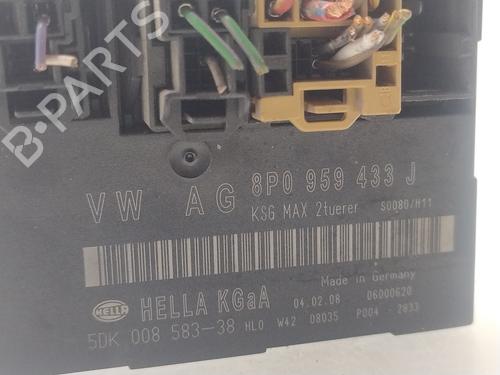 B-PARTS
VW AG 8P0 959 433 J
KSG MAX 2tuerer S0080/H11
Made in Germany
HELLA HELLA KGaA 04.02.08 06000620
5DK 008 583-38 HL0 W42 08035 P004 - 2833